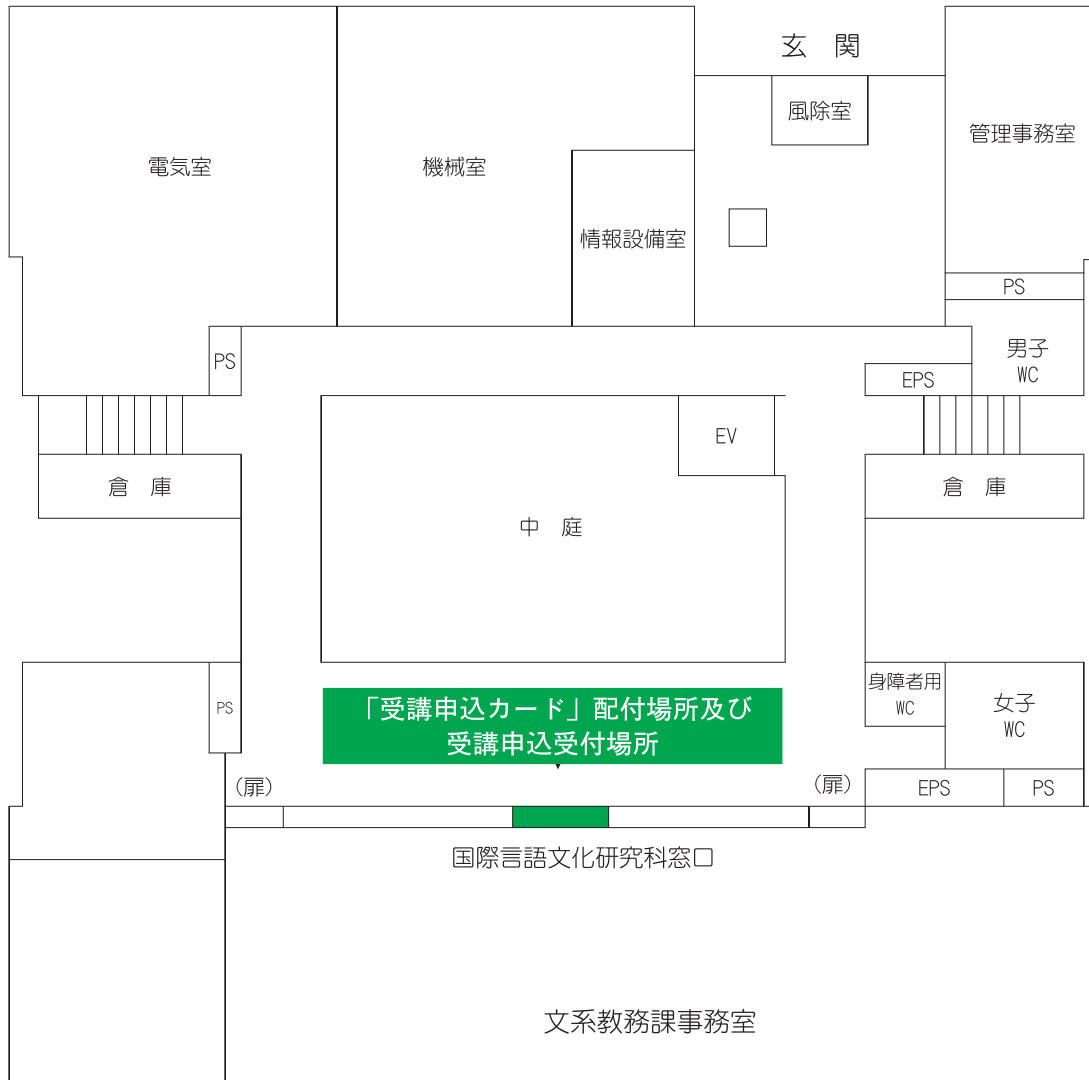 玄　関
風除室
管理事務室
電気室
機械室
情報設備室
PS
男子
WC
PS
EPS
EV
倉　庫
倉　庫
中　庭
身障者用
WC
女子
WC
PS
「受講申込カード」配付場所及び
受講申込受付場所
(扉)
(扉)
EPS
PS
国際言語文化研究科窓口
文系教務課事務室